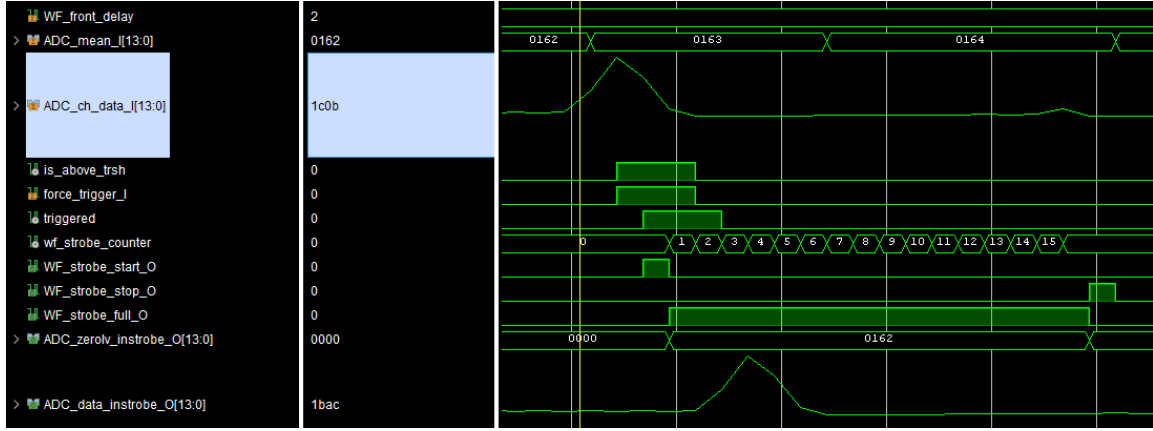 WF_front_delay 2
ADC_mean_I[13:0] 0162 0162 0163 0164
ADC_ch_data_I[13:0] 1c0b
is_above_trsh 0
force_trigger_I 0
triggered 0
wf_strobe_counter 0 0 1 2 3 4 5 6 7 8 9 10 11 12 13 14 15
WF_strobe_start_O 0
WF_strobe_stop_O 0
WF_strobe_full_O 0
ADC_zerolv_instrobe_O[13:0] 0000 0000 0162
ADC_data_instrobe_O[13:0] 1bac